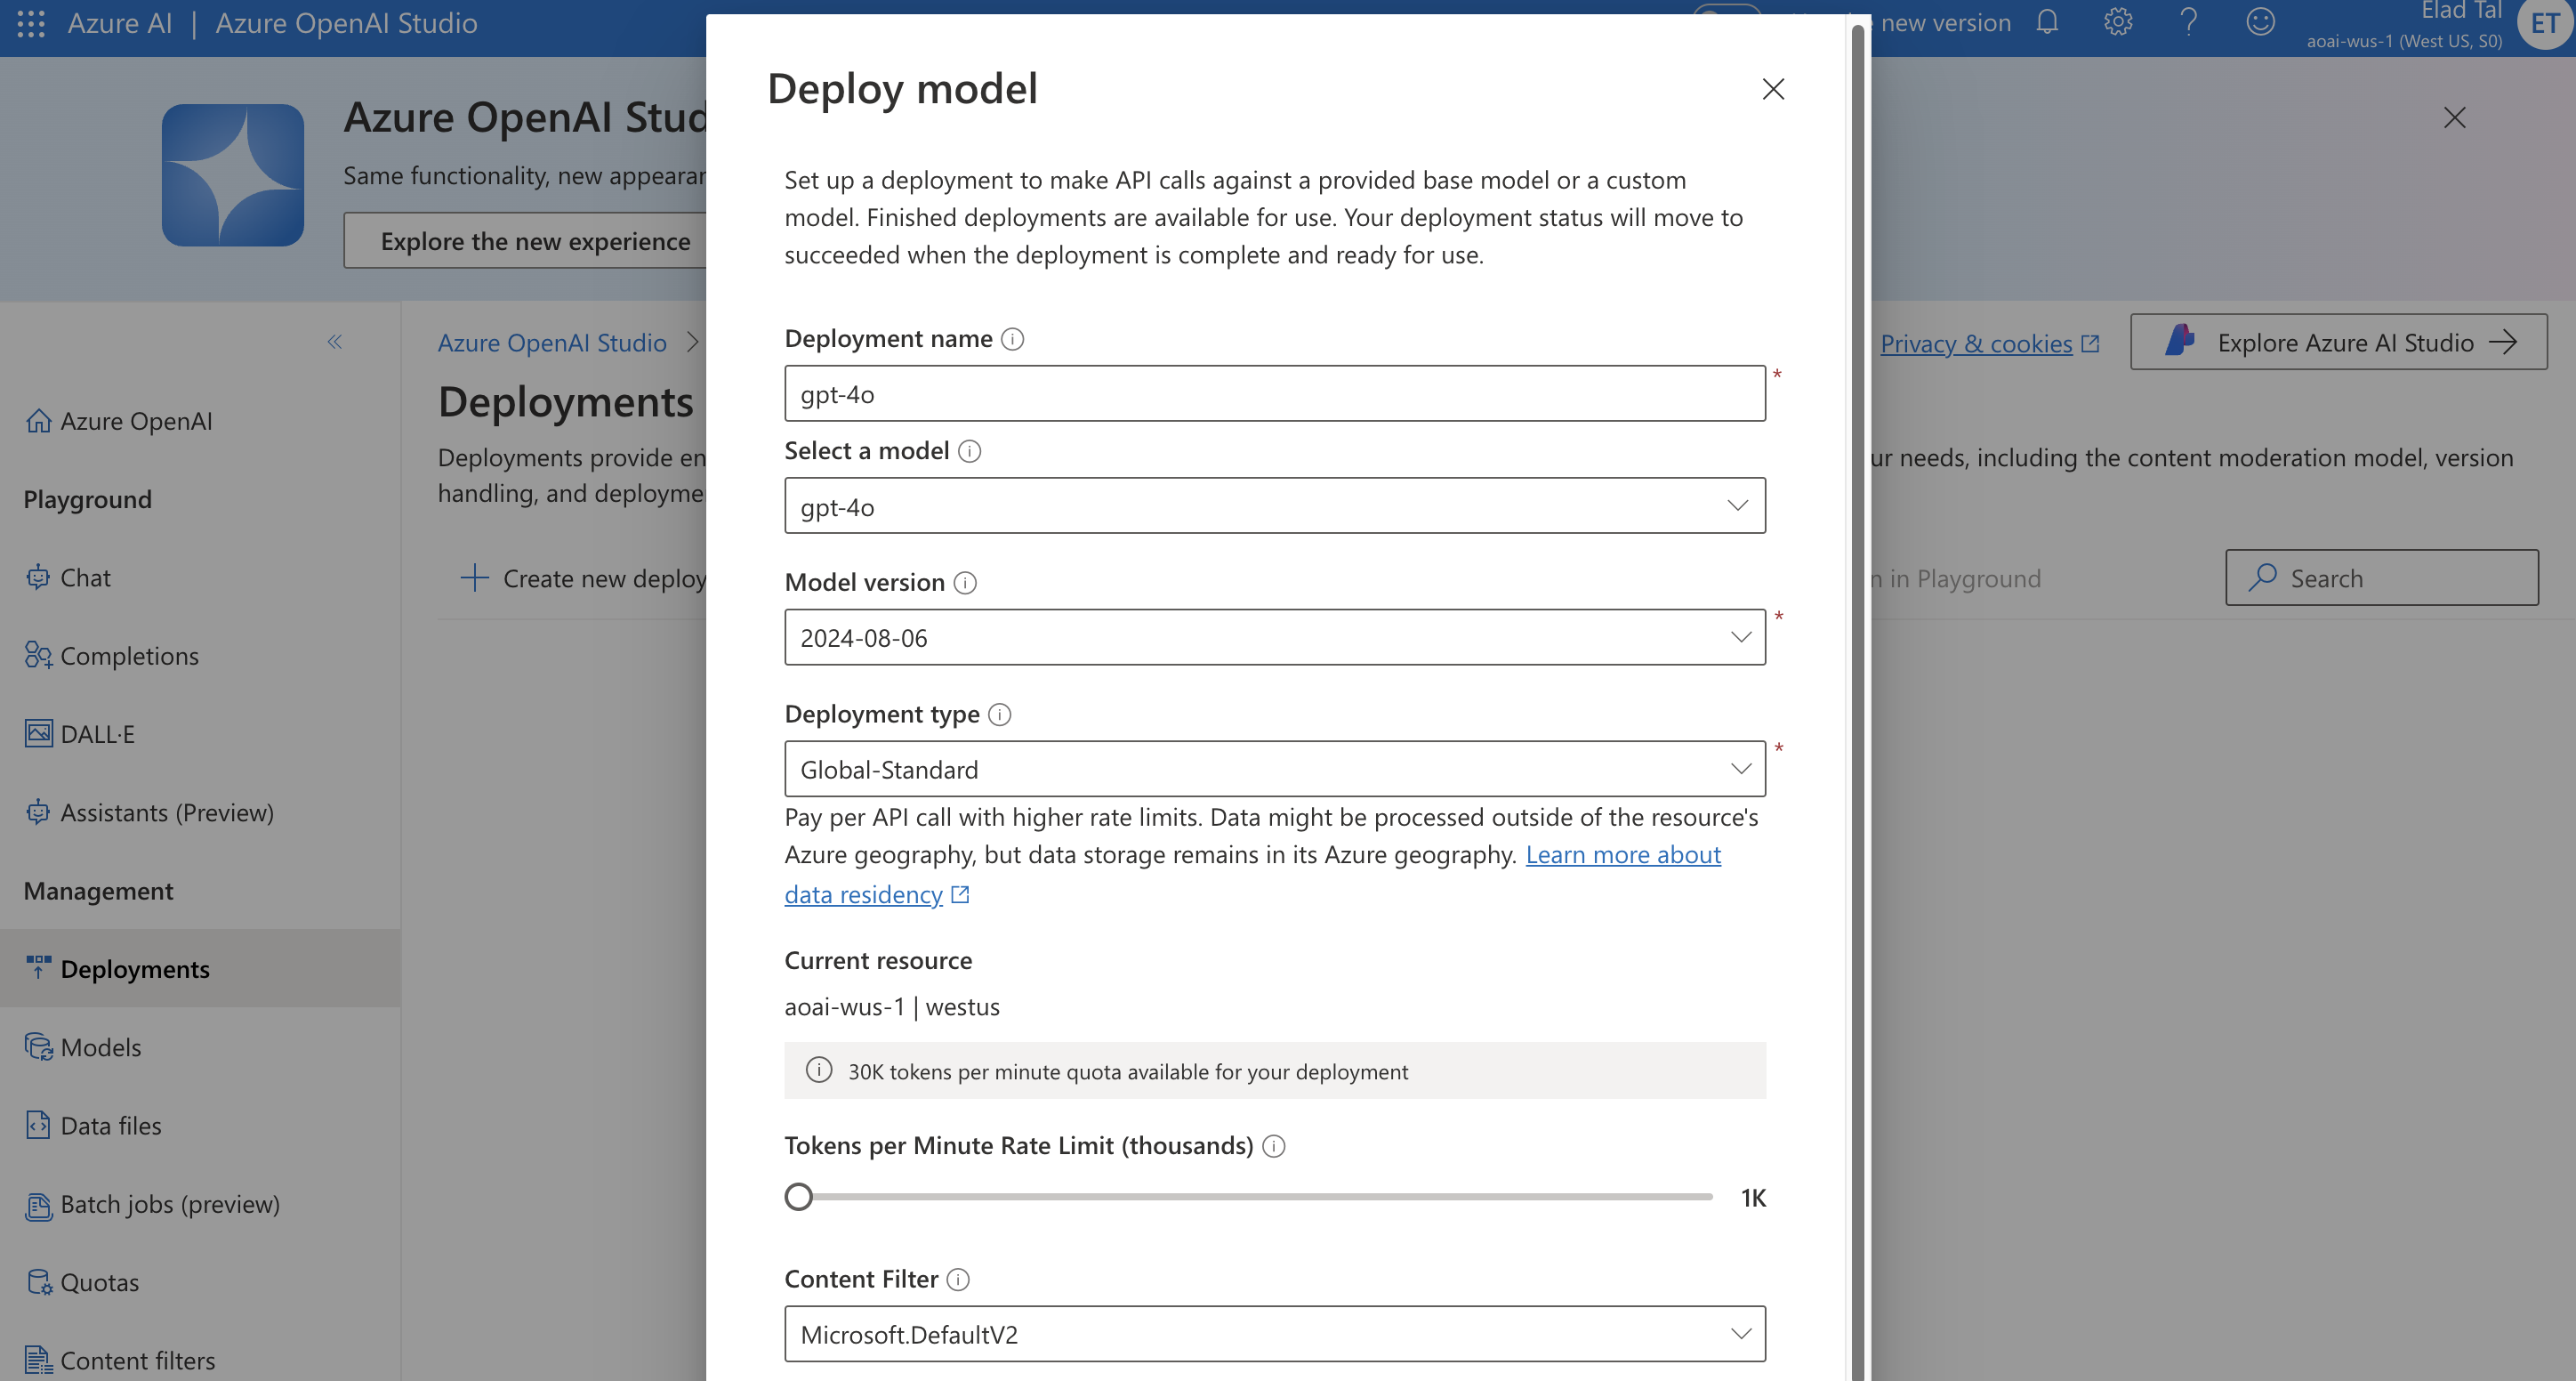 Azure AI | Azure OpenAI Studio
new version
Elad Tal
aoai-wus-1 (West US, S0)
ET
Azure OpenAI Stud
Same functionality, new appearar
Explore the new experience
Azure OpenAI Studio
Privacy & cookies
Explore Azure AI Studio
Deployments
Deployments provide en
handling, and deployme
ur needs, including the content moderation model, version
Create new deploy
n in Playground
Search
Azure OpenAI
Playground
Chat
Completions
DALL·E
Assistants (Preview)
Management
Deployments
Models
Data files
Batch jobs (preview)
Quotas
Content filters
Deploy model
Set up a deployment to make API calls against a provided base model or a custom
model. Finished deployments are available for use. Your deployment status will move to
succeeded when the deployment is complete and ready for use.
Deployment name
gpt-4o
*
Select a model
gpt-4o
Model version
2024-08-06
*
Deployment type
Global-Standard
*
Pay per API call with higher rate limits. Data might be processed outside of the resource's
Azure geography, but data storage remains in its Azure geography. Learn more about
data residency
Current resource
aoai-wus-1 | westus
30K tokens per minute quota available for your deployment
Tokens per Minute Rate Limit (thousands)
1K
Content Filter
Microsoft.DefaultV2